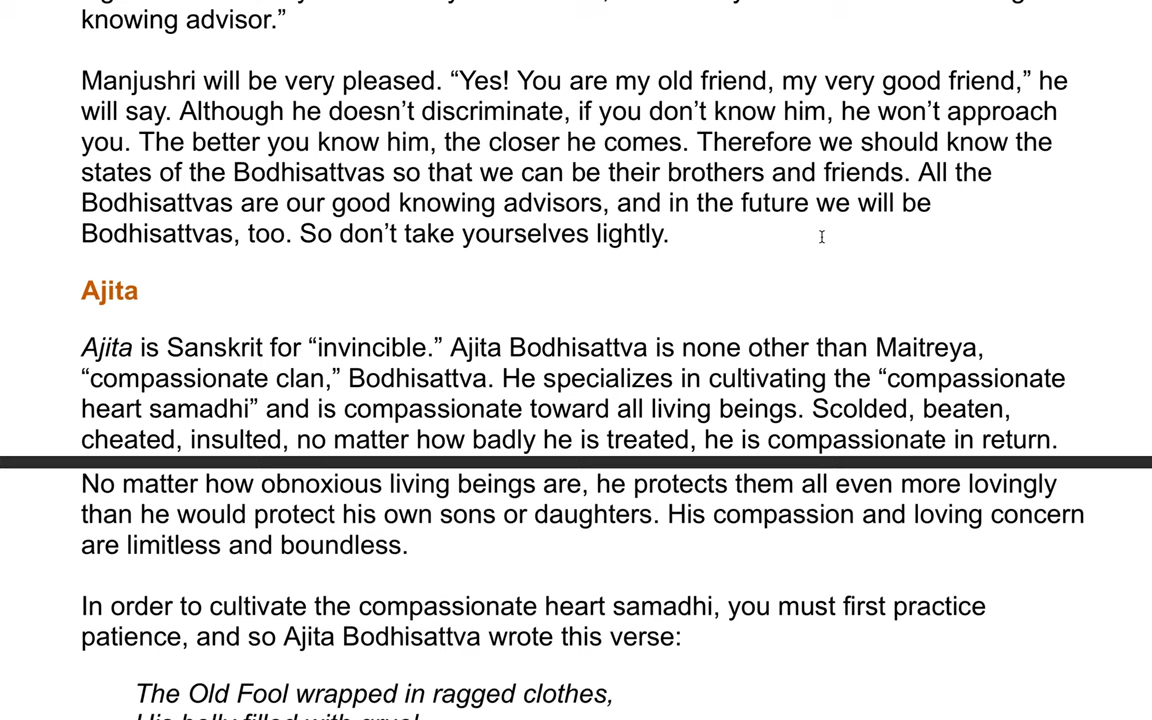 knowing advisor.”
Manjushri will be very pleased. “Yes! You are my old friend, my very good friend,” he
will say. Although he doesn’t discriminate, if you don’t know him, he won’t approach
you. The better you know him, the closer he comes. Therefore we should know the
states of the Bodhisattvas so that we can be their brothers and friends. All the
Bodhisattvas are our good knowing advisors, and in the future we will be
Bodhisattvas, too. So don’t take yourselves lightly.
Ajita
Ajita is Sanskrit for “invincible.” Ajita Bodhisattva is none other than Maitreya,
“compassionate clan,” Bodhisattva. He specializes in cultivating the “compassionate
heart samadhi” and is compassionate toward all living beings. Scolded, beaten,
cheated, insulted, no matter how badly he is treated, he is compassionate in return.
No matter how obnoxious living beings are, he protects them all even more lovingly
than he would protect his own sons or daughters. His compassion and loving concern
are limitless and boundless.
In order to cultivate the compassionate heart samadhi, you must first practice
patience, and so Ajita Bodhisattva wrote this verse:
The Old Fool wrapped in ragged clothes,
His belly filled with gruel